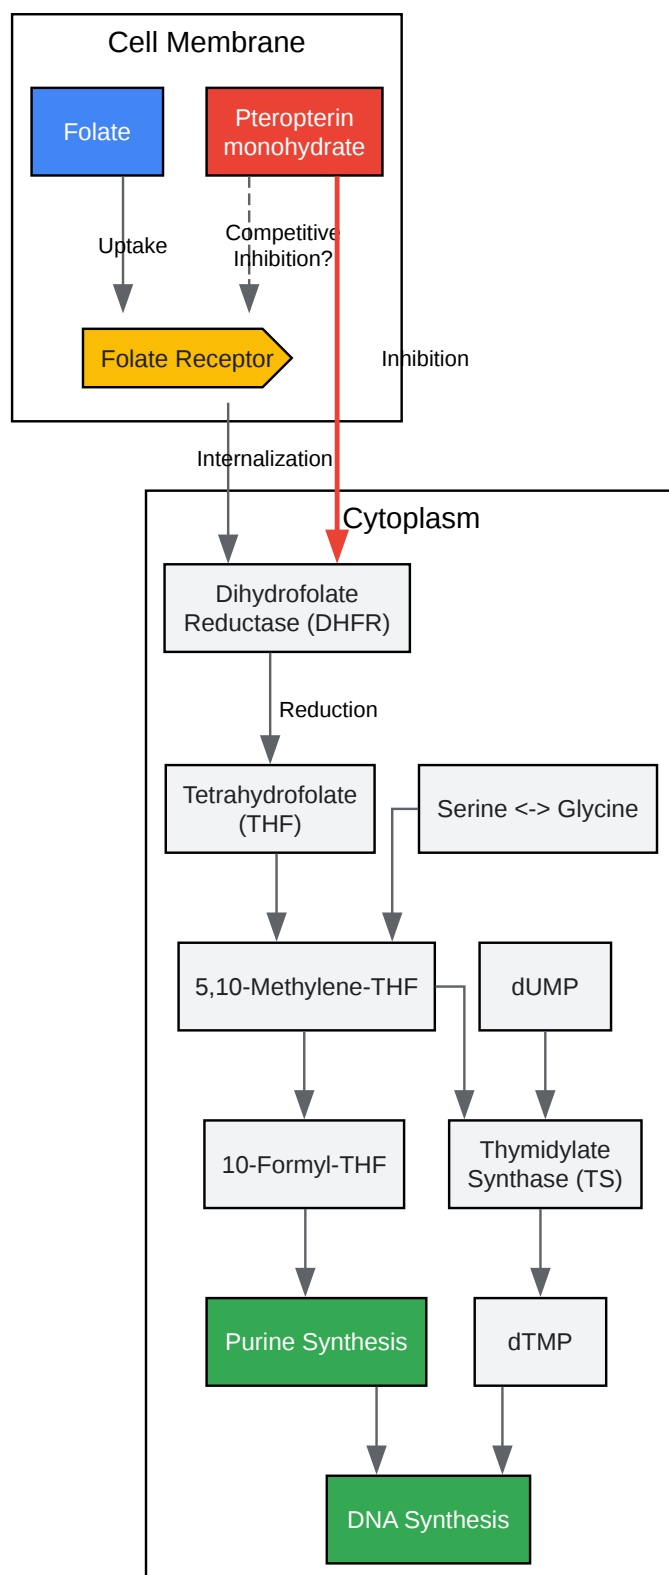 Cell Membrane
Folate
Pteropterin
monohydrate
Uptake
Competitive
Inhibition?
Folate Receptor
Inhibition
Internalization
Cytoplasm
Dihydrofolate
Reductase (DHFR)
Reduction
Tetrahydrofolate
(THF)
Serine <-> Glycine
5,10-Methylene-THF
dUMP
10-Formyl-THF
Thymidylate
Synthase (TS)
Purine Synthesis
dTMP
DNA Synthesis